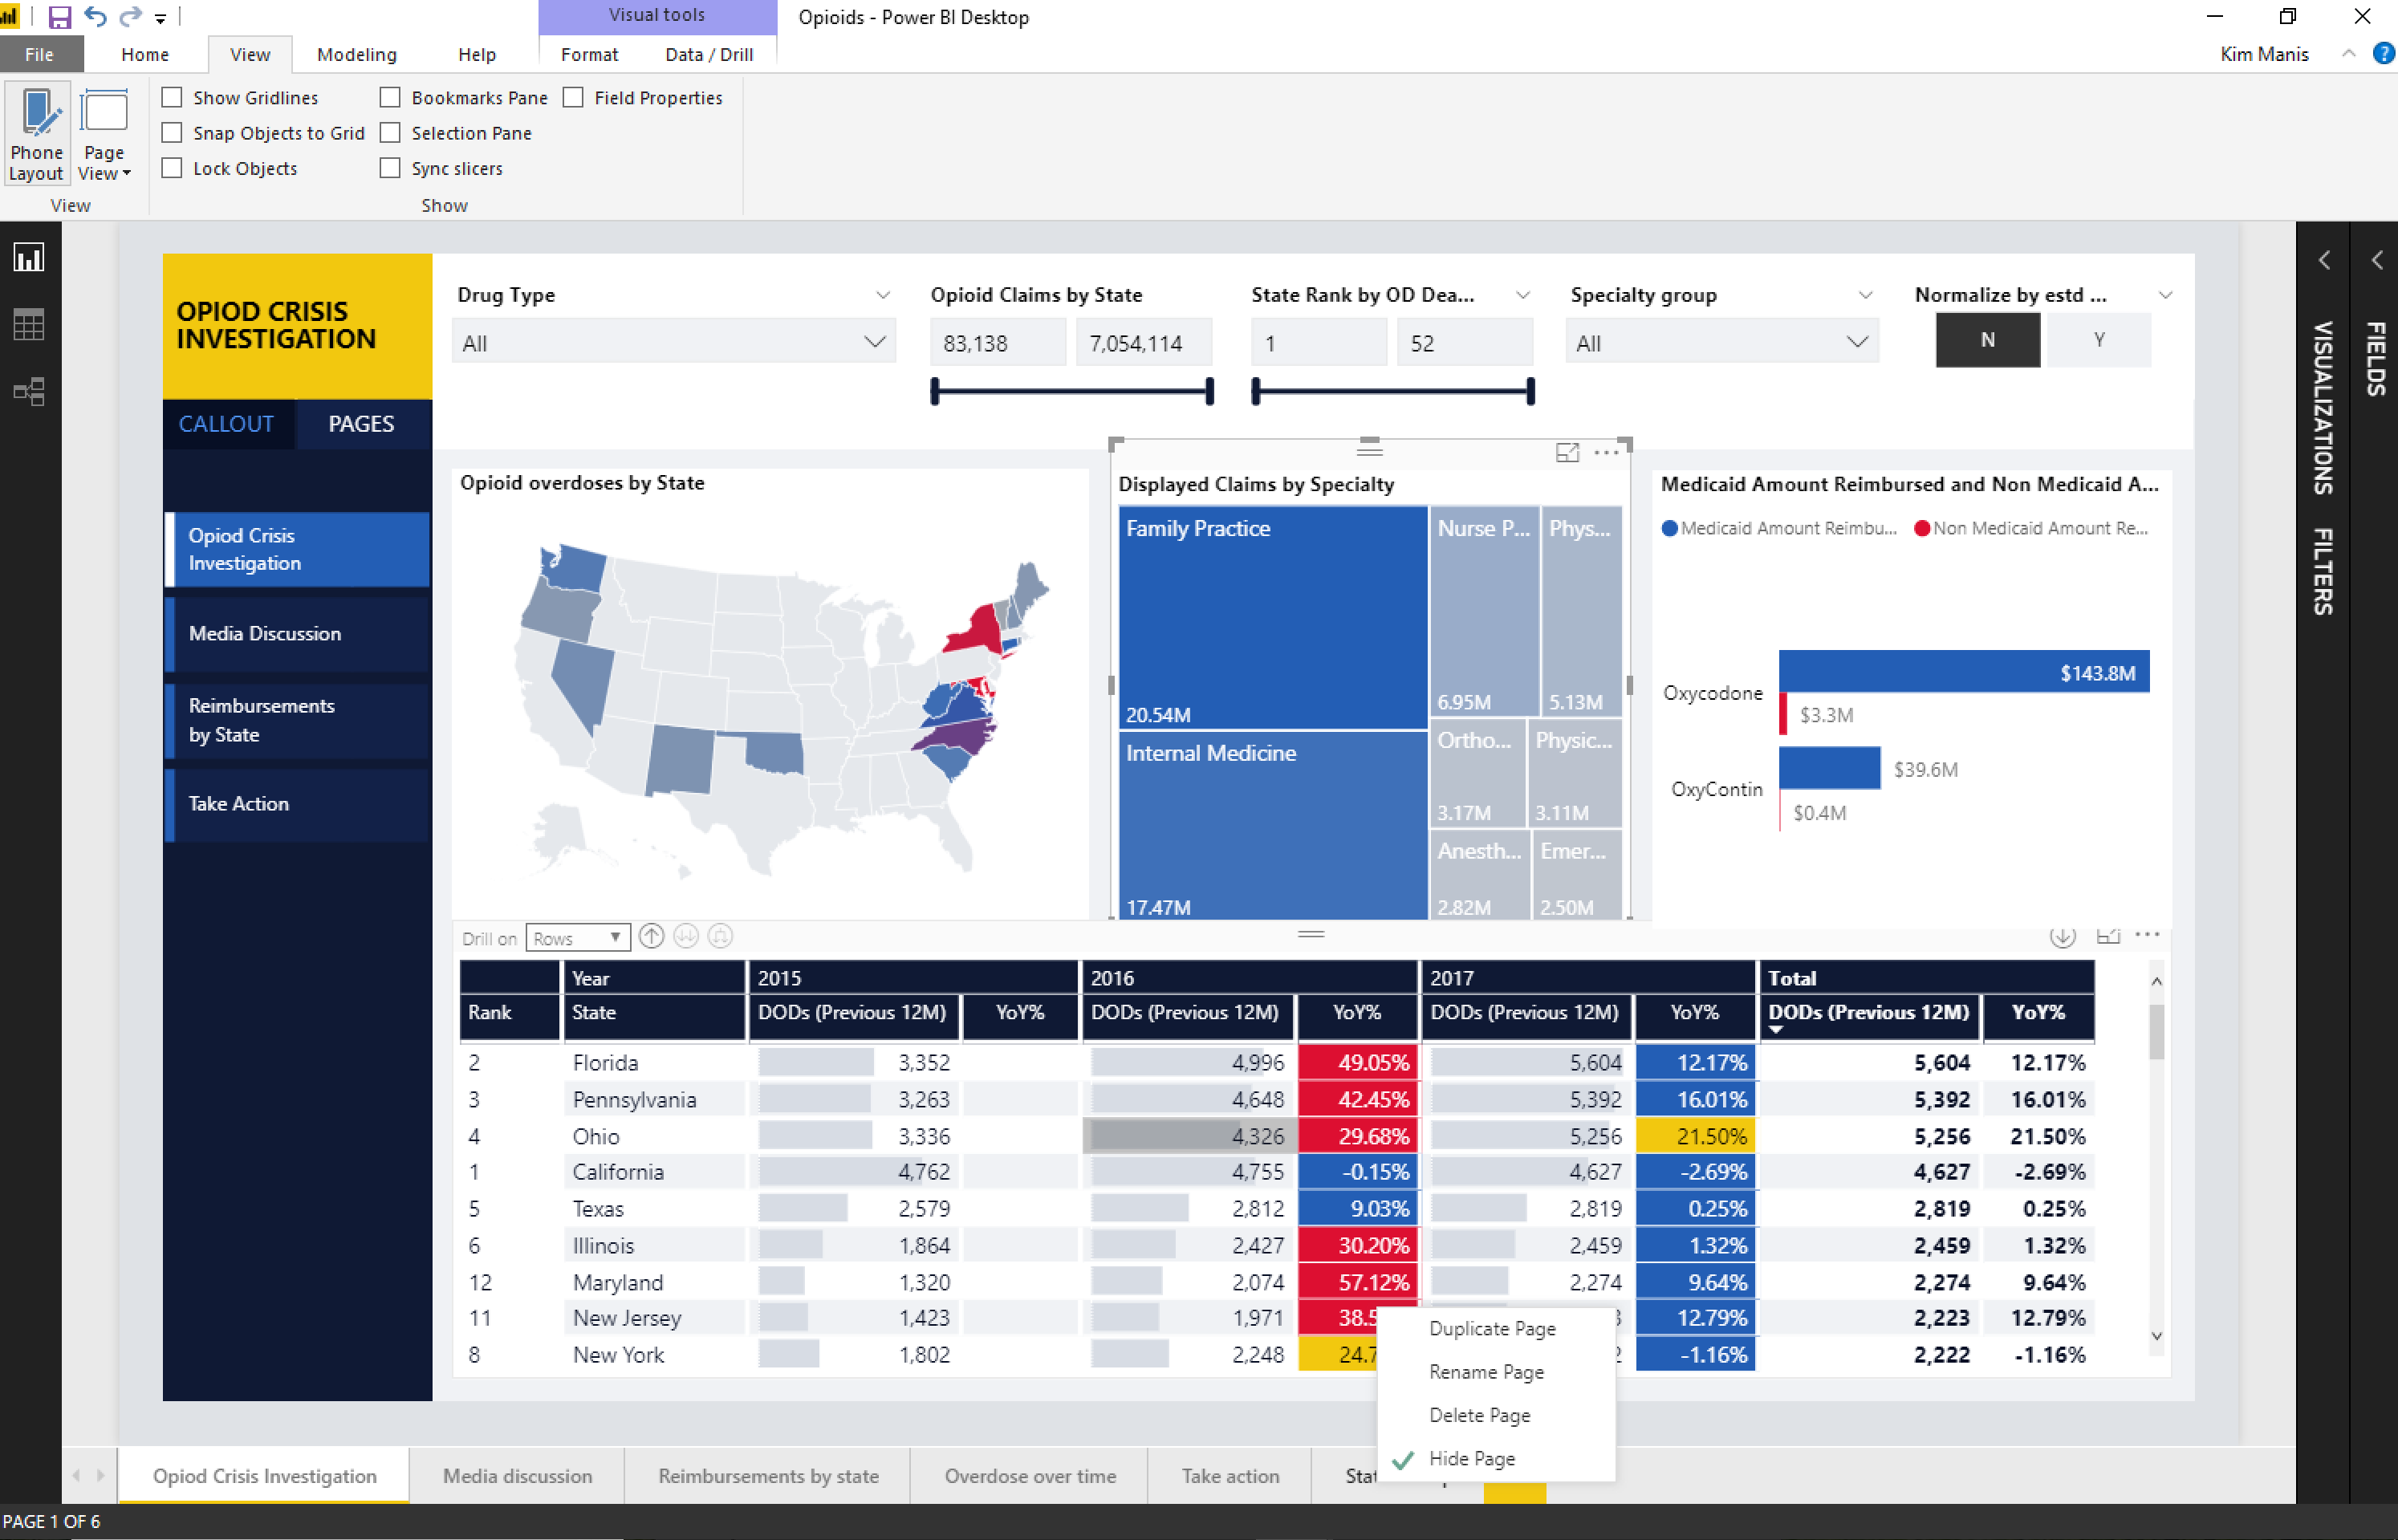 Visual tools
Opioids - Power BI Desktop
File
Home
View
Modeling
Help
Format
Data / Drill
Kim Manis
?
Phone
Layout
Page
View
View
Show Gridlines
Snap Objects to Grid
Lock Objects
Bookmarks Pane
Selection Pane
Sync slicers
Field Properties
Show
OPIOD CRISIS
INVESTIGATION
CALLOUT
PAGES
Opiod Crisis
Investigation
Media Discussion
Reimbursements
by State
Take Action
Drug Type
All
Opioid Claims by State
83,138
7,054,114
State Rank by OD Dea...
1
52
Specialty group
All
Normalize by estd ...
N
Y
VISUALIZATIONS
FILTERS
FIELDS
Opioid overdoses by State
Displayed Claims by Specialty
Family Practice
20.54M
Internal Medicine
17.47M
Nurse P...
6.95M
Phys...
5.13M
Ortho...
3.17M
Physic...
3.11M
Anesth...
2.82M
Emer...
2.50M
Medicaid Amount Reimbursed and Non Medicaid A...
Medicaid Amount Reimbu...
Non Medicaid Amount Re...
Oxycodone
$143.8M
$3.3M
OxyContin
$39.6M
$0.4M
Drill on
Rows
Year 2015 2016 2017 Total
Rank State DODs (Previous 12M) YoY% DODs (Previous 12M) YoY% DODs (Previous 12M) YoY% DODs (Previous 12M) YoY%
2 Florida 3,352 4,996 49.05% 5,604 12.17% 5,604 12.17%
3 Pennsylvania 3,263 4,648 42.45% 5,392 16.01% 5,392 16.01%
4 Ohio 3,336 4,326 29.68% 5,256 21.50% 5,256 21.50%
1 California 4,762 4,755 -0.15% 4,627 -2.69% 4,627 -2.69%
5 Texas 2,579 2,812 9.03% 2,819 0.25% 2,819 0.25%
6 Illinois 1,864 2,427 30.20% 2,459 1.32% 2,459 1.32%
12 Maryland 1,320 2,074 57.12% 2,274 9.64% 2,274 9.64%
11 New Jersey 1,423 1,971 12.79% 2,223 12.79%
8 New York 1,802 2,248 -1.16% 2,222 -1.16%
Duplicate Page
Rename Page
Delete Page
Hide Page
Opiod Crisis Investigation
Media discussion
Reimbursements by state
Overdose over time
Take action
PAGE 1 OF 6